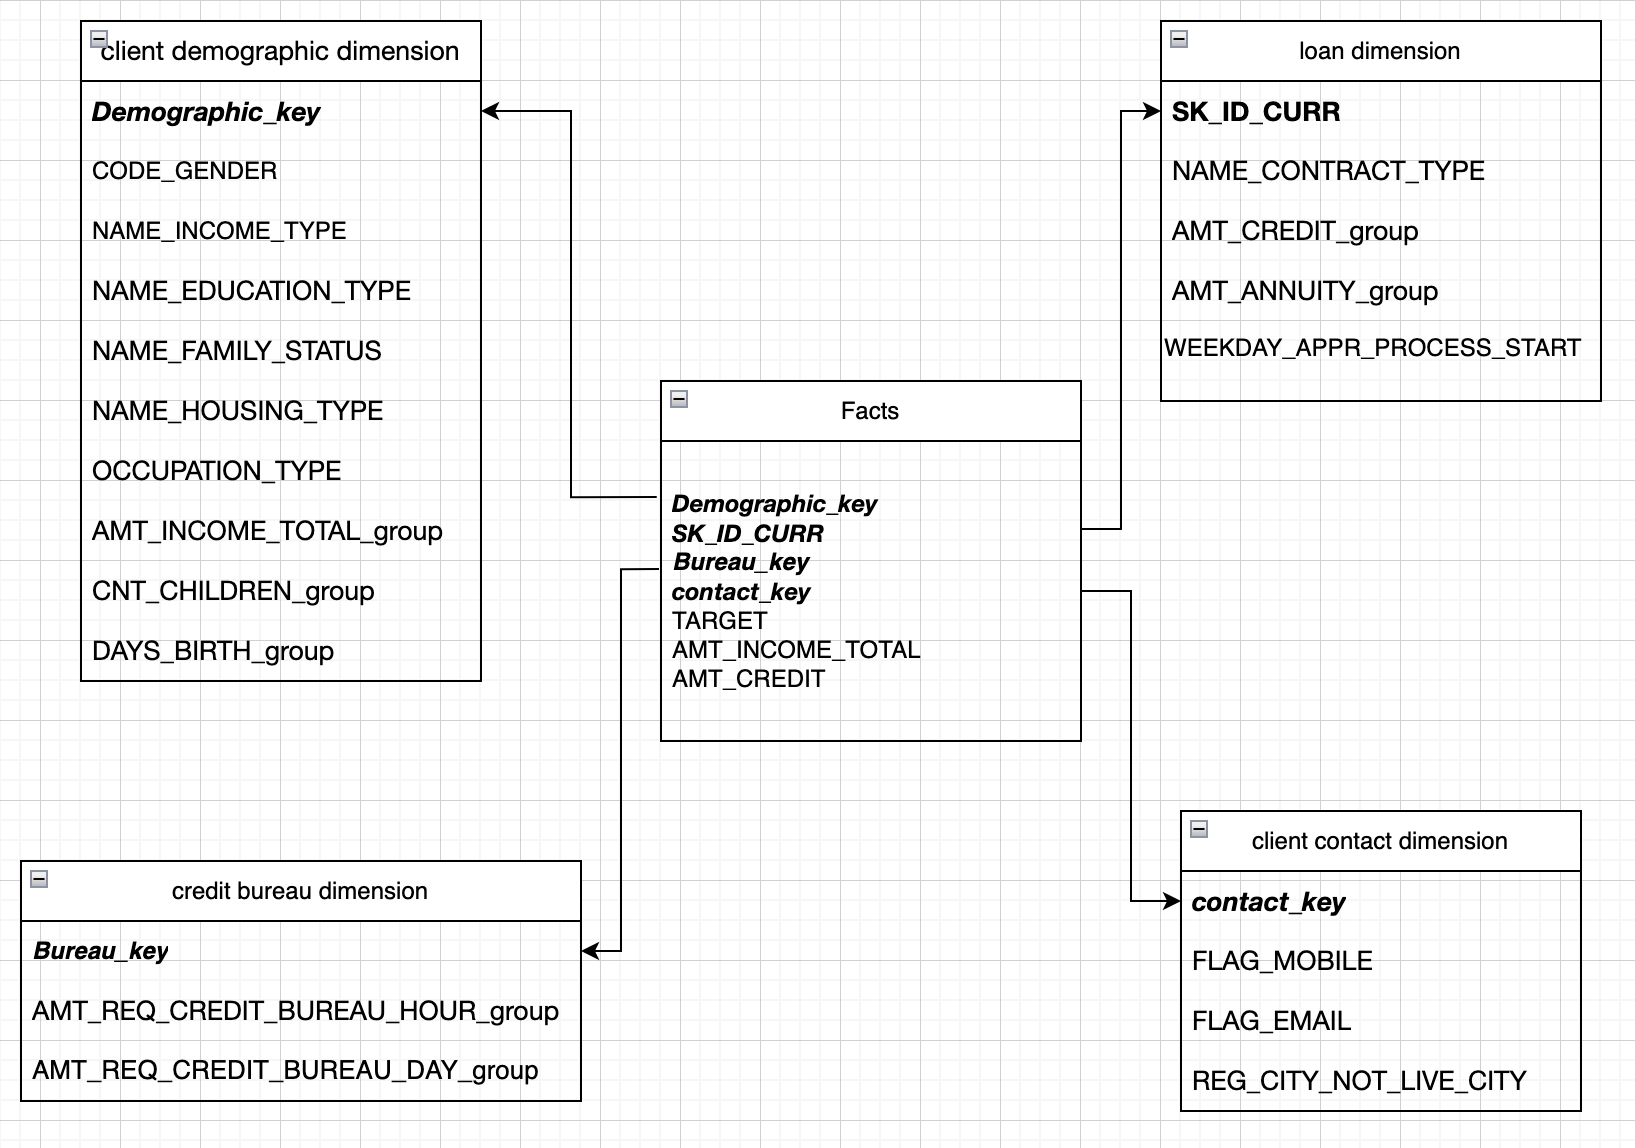 client demographic dimension
Demographic_key
CODE_GENDER
NAME_INCOME_TYPE
NAME_EDUCATION_TYPE
NAME_FAMILY_STATUS
NAME_HOUSING_TYPE
OCCUPATION_TYPE
AMT_INCOME_TOTAL_group
CNT_CHILDREN_group
DAYS_BIRTH_group
loan dimension
SK_ID_CURR
NAME_CONTRACT_TYPE
AMT_CREDIT_group
AMT_ANNUITY_group
WEEKDAY_APPR_PROCESS_START
Facts
Demographic_key
SK_ID_CURR
Bureau_key
contact_key
TARGET
AMT_INCOME_TOTAL
AMT_CREDIT
credit bureau dimension
Bureau_key
AMT_REQ_CREDIT_BUREAU_HOUR_group
AMT_REQ_CREDIT_BUREAU_DAY_group
client contact dimension
contact_key
FLAG_MOBILE
FLAG_EMAIL
REG_CITY_NOT_LIVE_CITY